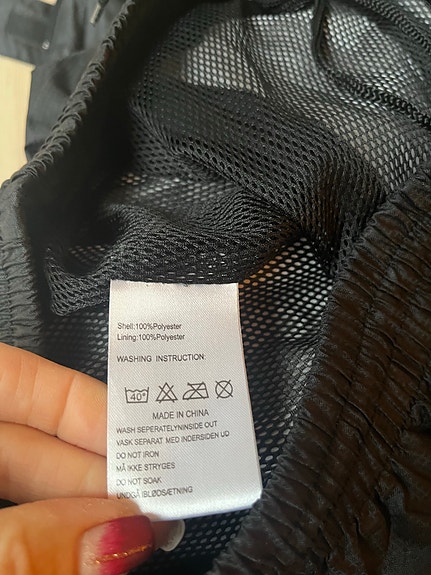 Shell:100%Polyester
Lining:100%Polyester
WASHING INSTRUCTION:
40°
MADE IN CHINA
WASH SEPERATELYNINSIDE OUT
VASK SEPARAT MED INDERSIDEN UD
DO NOT IRON
MÅ IKKE STRYGES
DO NOT SOAK
UNDGÅ IBLØDSÆTNING